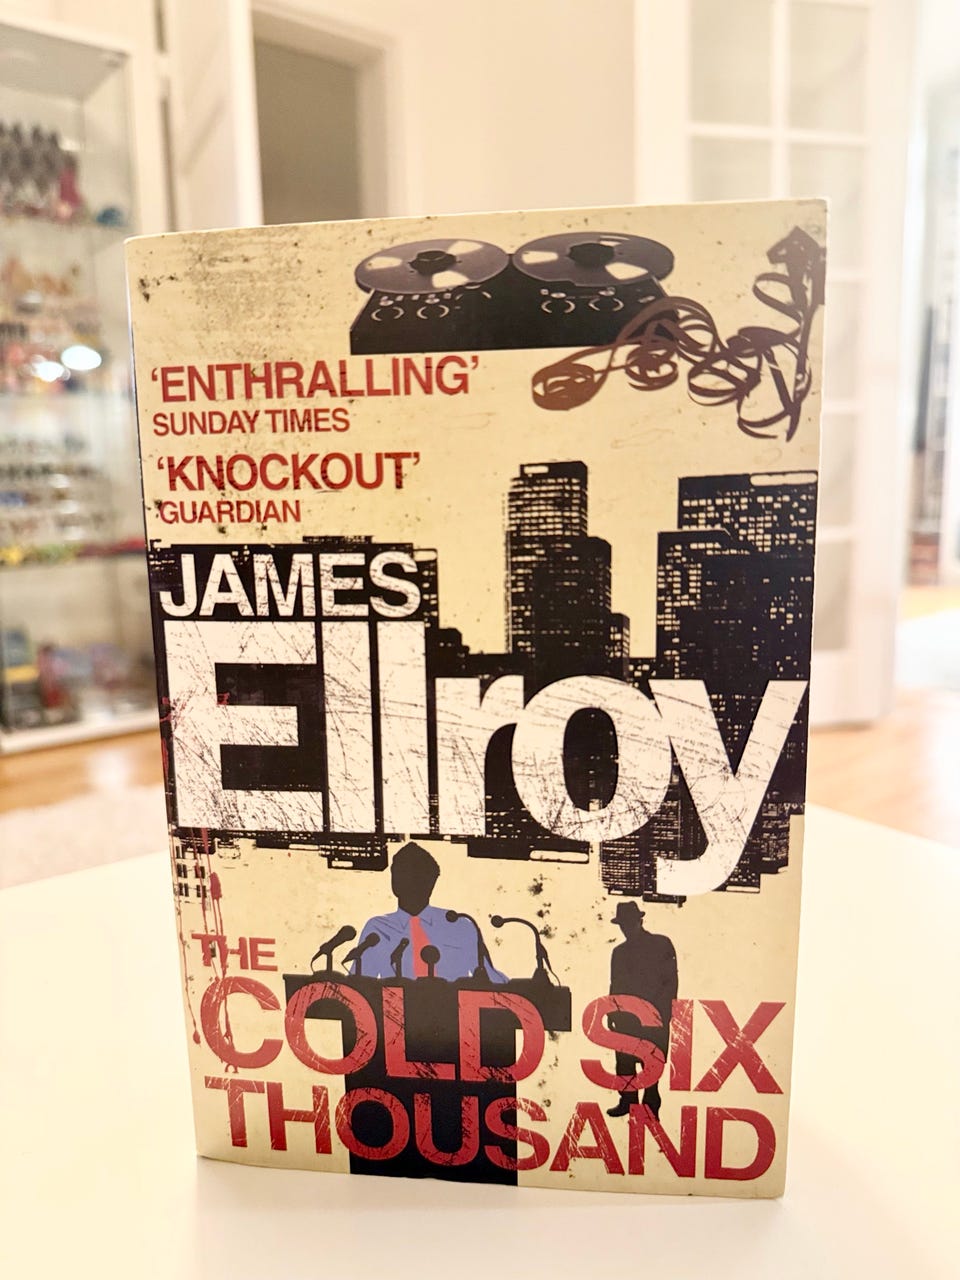 ‘ENTHRALLING’
SUNDAY TIMES
‘KNOCKOUT’
GUARDIAN
JAMES
Ellroy
THE
COLD SIX
THOUSAND